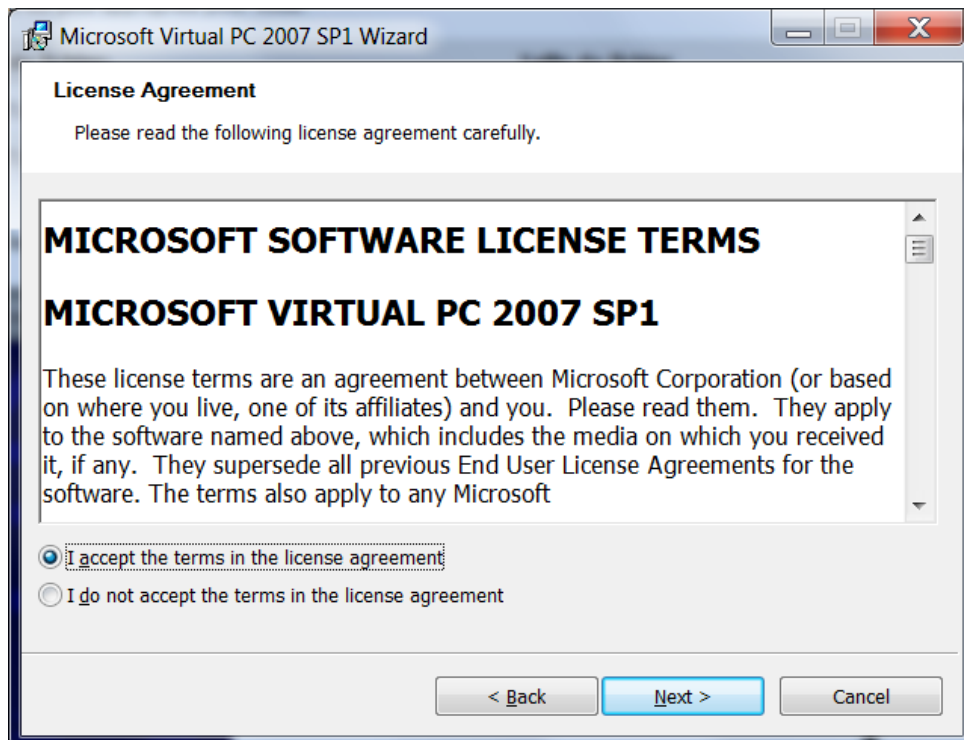 Microsoft Virtual PC 2007 SP1 Wizard
License Agreement
Please read the following license agreement carefully.
MICROSOFT SOFTWARE LICENSE TERMS
MICROSOFT VIRTUAL PC 2007 SP1
These license terms are an agreement between Microsoft Corporation (or based
on where you live, one of its affiliates) and you.  Please read them.  They apply
to the software named above, which includes the media on which you received
it, if any.  They supersede all previous End User License Agreements for the
software. The terms also apply to any Microsoft
I accept the terms in the license agreement
I do not accept the terms in the license agreement
< Back Next > Cancel